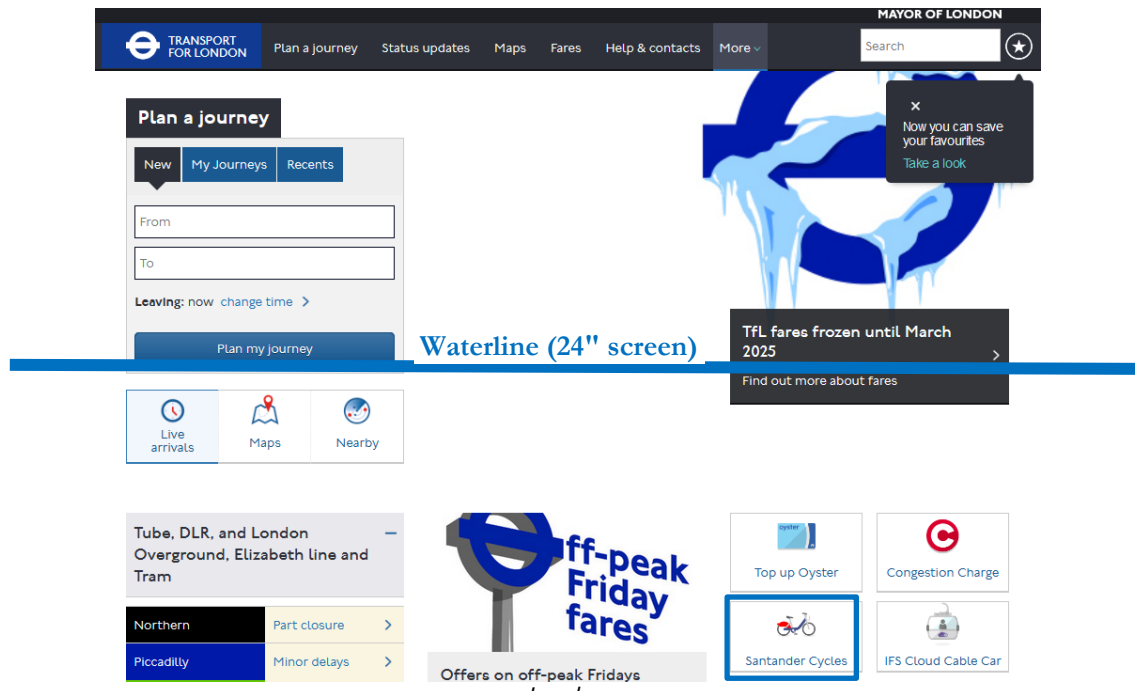 MAYOR OF LONDON
TRANSPORT
FOR LONDON
Plan a journey
Status updates
Maps
Fares
Help & contacts
More
Search
Plan a journey
New
My Journeys
Recents
From
To
Leaving: now change time
Plan my journey
Now you can save
your favourites
Take a look
TfL fares frozen until March
2025
Find out more about fares
Waterline (24" screen)
Live
arrivals
Maps
Nearby
Tube, DLR, and London
Overground, Elizabeth line and
Tram
Northern
Part closure
Piccadilly
Minor delays
ff-peak
Friday
fares
Offers on off-peak Fridays
oyster
Top up Oyster
Congestion Charge
Santander Cycles
IFS Cloud Cable Car